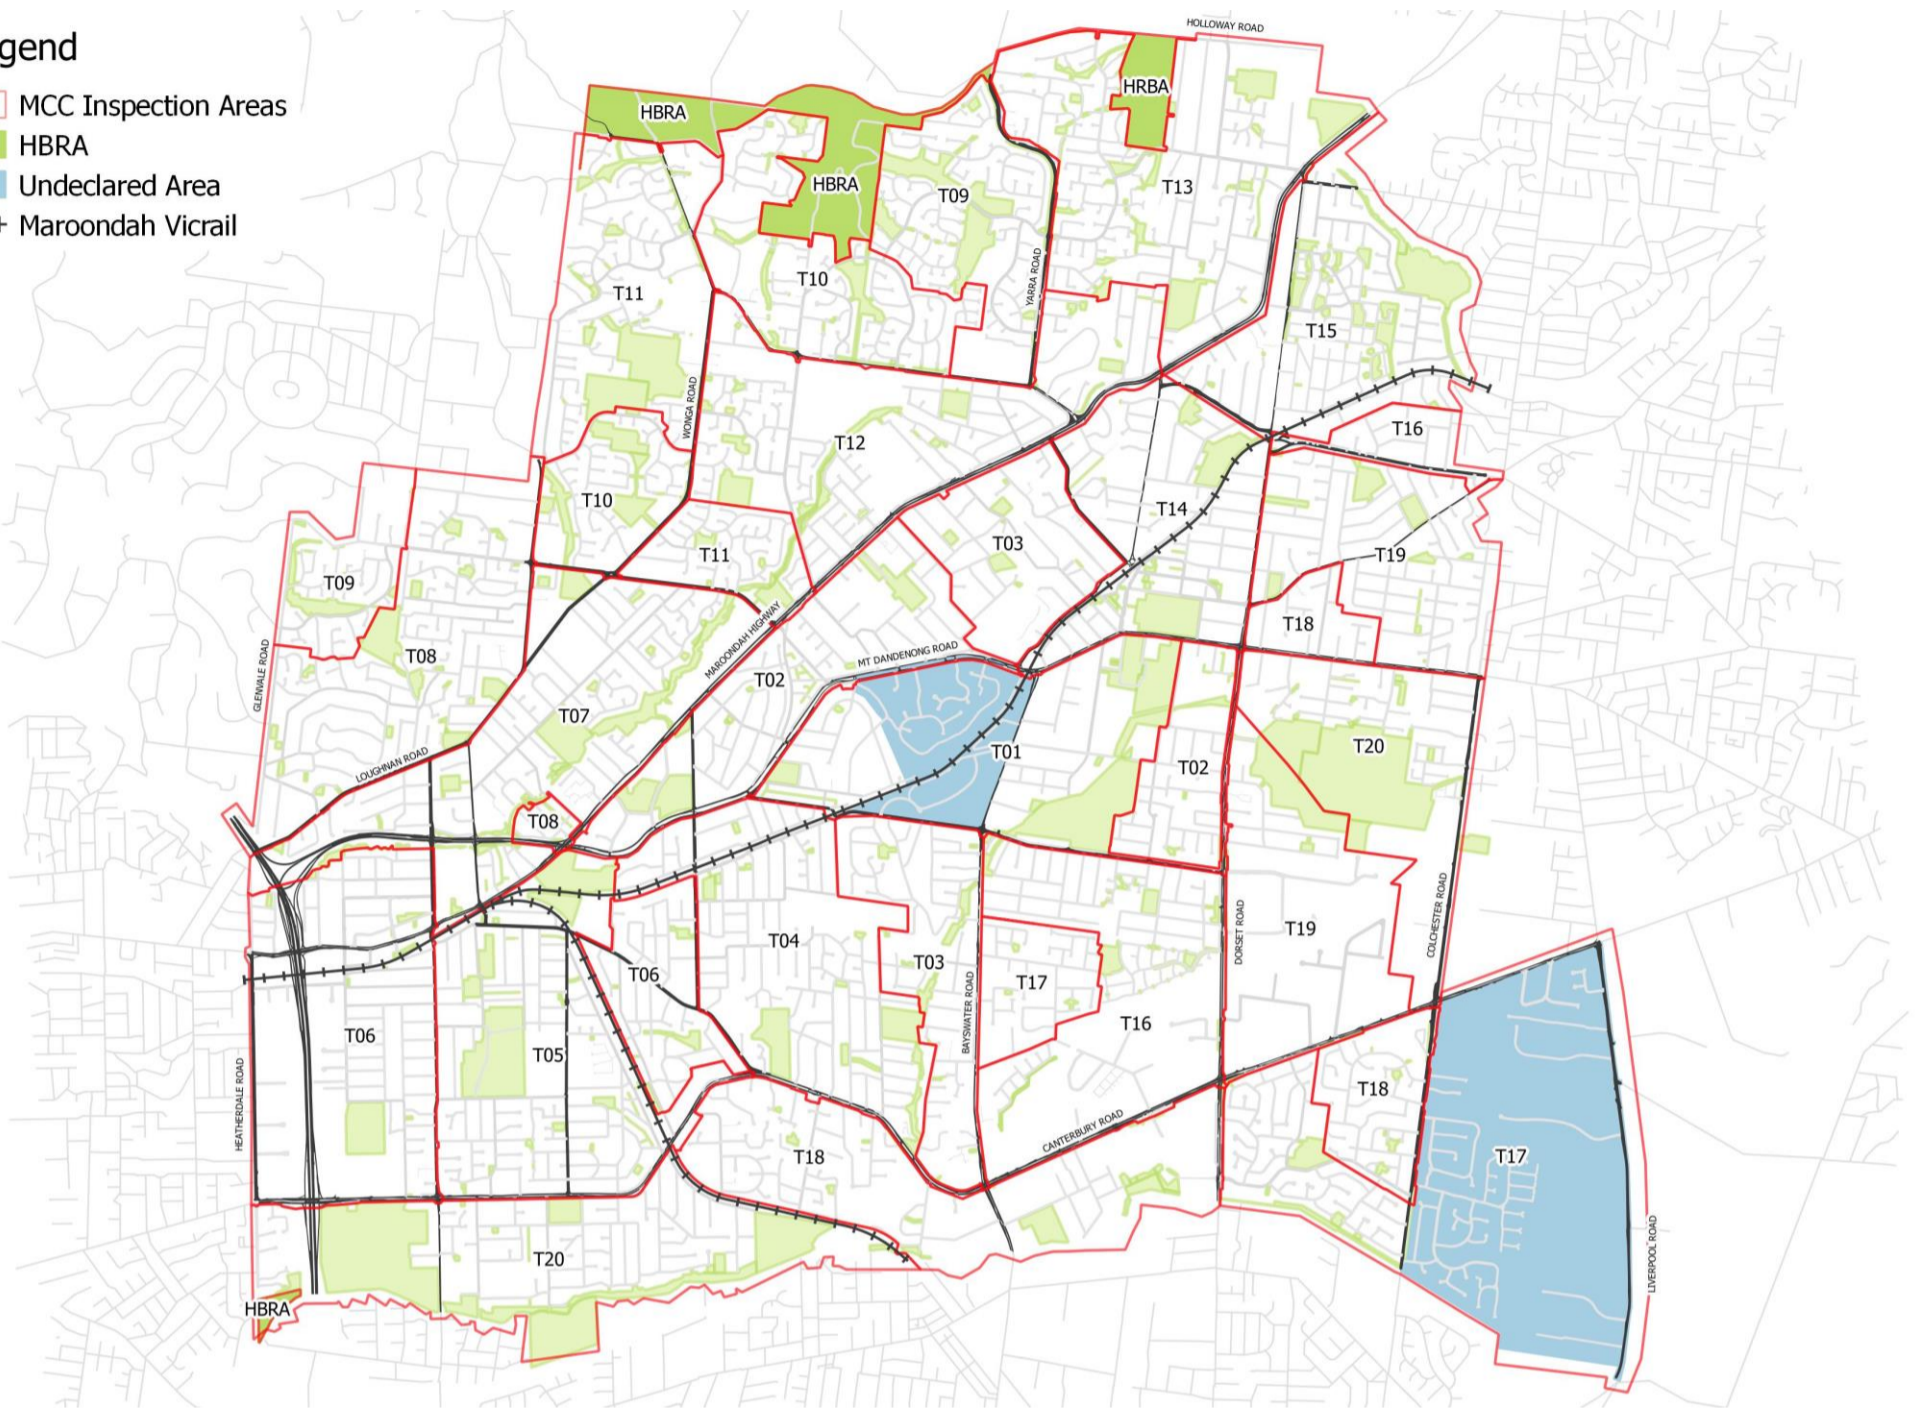 gend
MCC Inspection Areas
HBRA
Undeclared Area
Maroondah Vicrail
HOLLOWAY ROAD
HRBA
HBRA
HBRA
T09
T13
T10
T11
YARRA ROAD
T15
WONGA ROAD
T12
T16
T10
T14
T03
T11
T19
T09
T18
MAROONDAH HIGHWAY
MT DANDENONG ROAD
T08
GLENVALE ROAD
T02
T07
T01
T20
T02
LOUGHNAN ROAD
T08
COLCHESTER ROAD
DORSET ROAD
T19
T04
T03
T06
T17
BAYSWATER ROAD
T16
T06
T05
HEATHERDALE ROAD
T18
CANTERBURY ROAD
T18
T17
T20
LIVERPOOL ROAD
HBRA